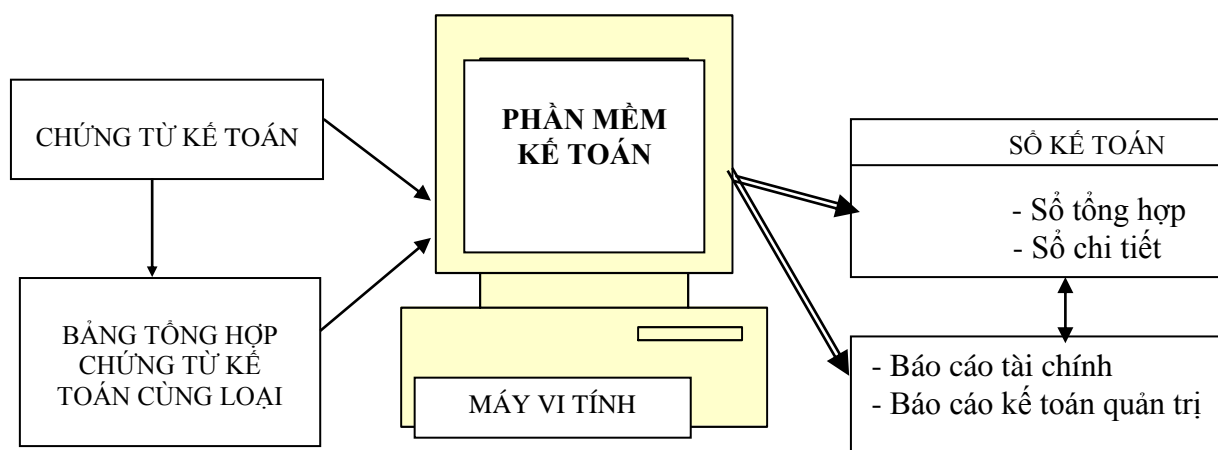 CHỨNG TỪ KẾ TOÁN
BẢNG TỔNG HỢP
CHỨNG TỪ KẾ
TOÁN CÙNG LOẠI
PHẦN MỀM
KẾ TOÁN
MÁY VI TÍNH
SỔ KẾ TOÁN
- Sổ tổng hợp
- Sổ chi tiết
- Báo cáo tài chính
- Báo cáo kế toán quản trị